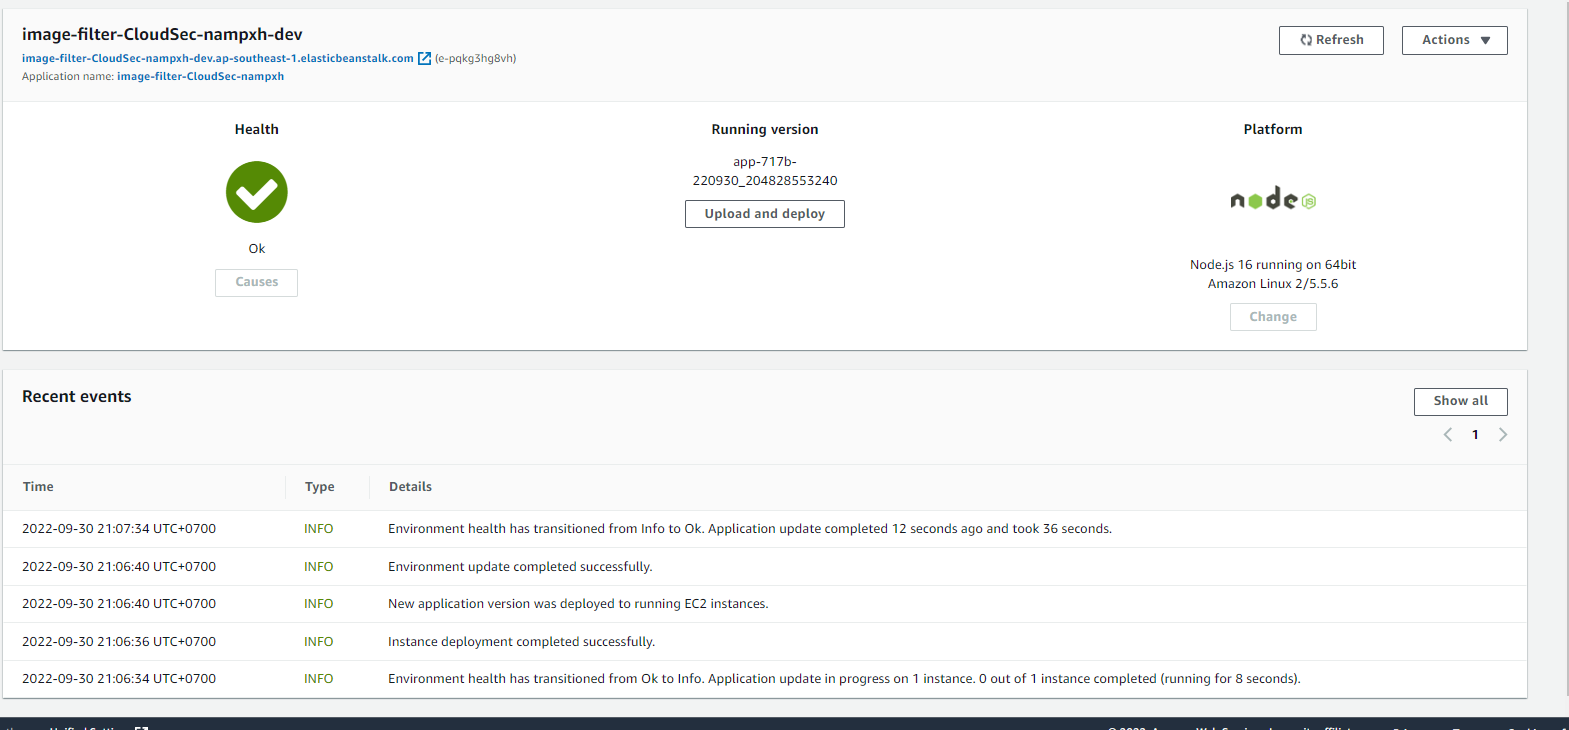 image-filter-CloudSec-nampxh-dev
image-filter-CloudSec-nampxh-dev.ap-southeast-1.elasticbeanstalk.com (e-pqkg3hg8vh)
Application name: image-filter-CloudSec-nampxh
Refresh
Actions
Health
Ok
Causes
Running version
app-717b-
220930_204828553240
Upload and deploy
Platform
node JS
Node.js 16 running on 64bit
Amazon Linux 2/5.5.6
Change
Recent events
Show all
1
Time Type Details
2022-09-30 21:07:34 UTC+0700 INFO Environment health has transitioned from Info to Ok. Application update completed 12 seconds ago and took 36 seconds.
2022-09-30 21:06:40 UTC+0700 INFO Environment update completed successfully.
2022-09-30 21:06:40 UTC+0700 INFO New application version was deployed to running EC2 instances.
2022-09-30 21:06:36 UTC+0700 INFO Instance deployment completed successfully.
2022-09-30 21:06:34 UTC+0700 INFO Environment health has transitioned from Ok to Info. Application update in progress on 1 instance. 0 out of 1 instance completed (running for 8 seconds).